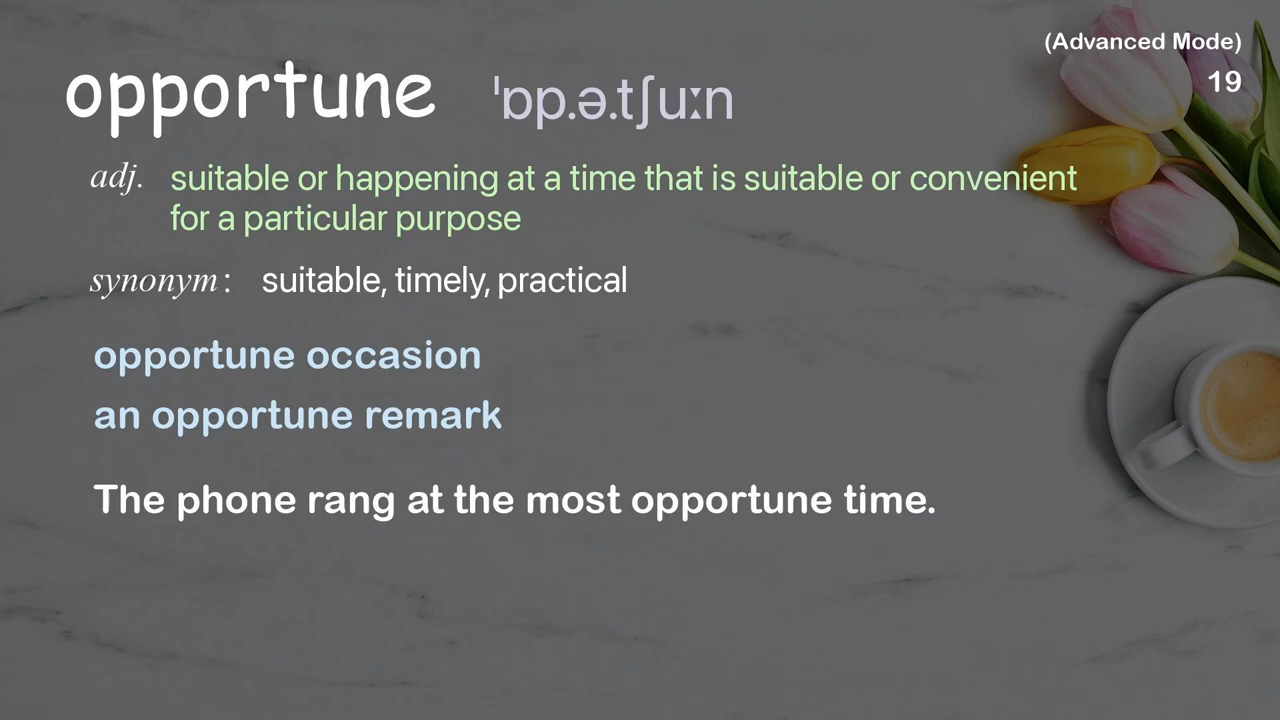 (Advanced Mode)
19
opportune ˈɒp.ə.tʃuːn
adj. suitable or happening at a time that is suitable or convenient
for a particular purpose
synonym: suitable, timely, practical
opportune occasion
an opportune remark
The phone rang at the most opportune time.